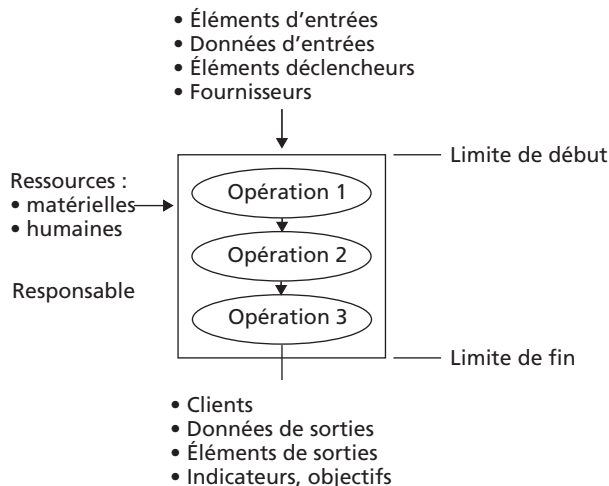 • Éléments d’entrées
• Données d’entrées
• Éléments déclencheurs
• Fournisseurs
Limite de début
Ressources :
• matérielles
• humaines
Opération 1
Opération 2
Responsable
Opération 3
Limite de fin
• Clients
• Données de sorties
• Éléments de sorties
• Indicateurs, objectifs